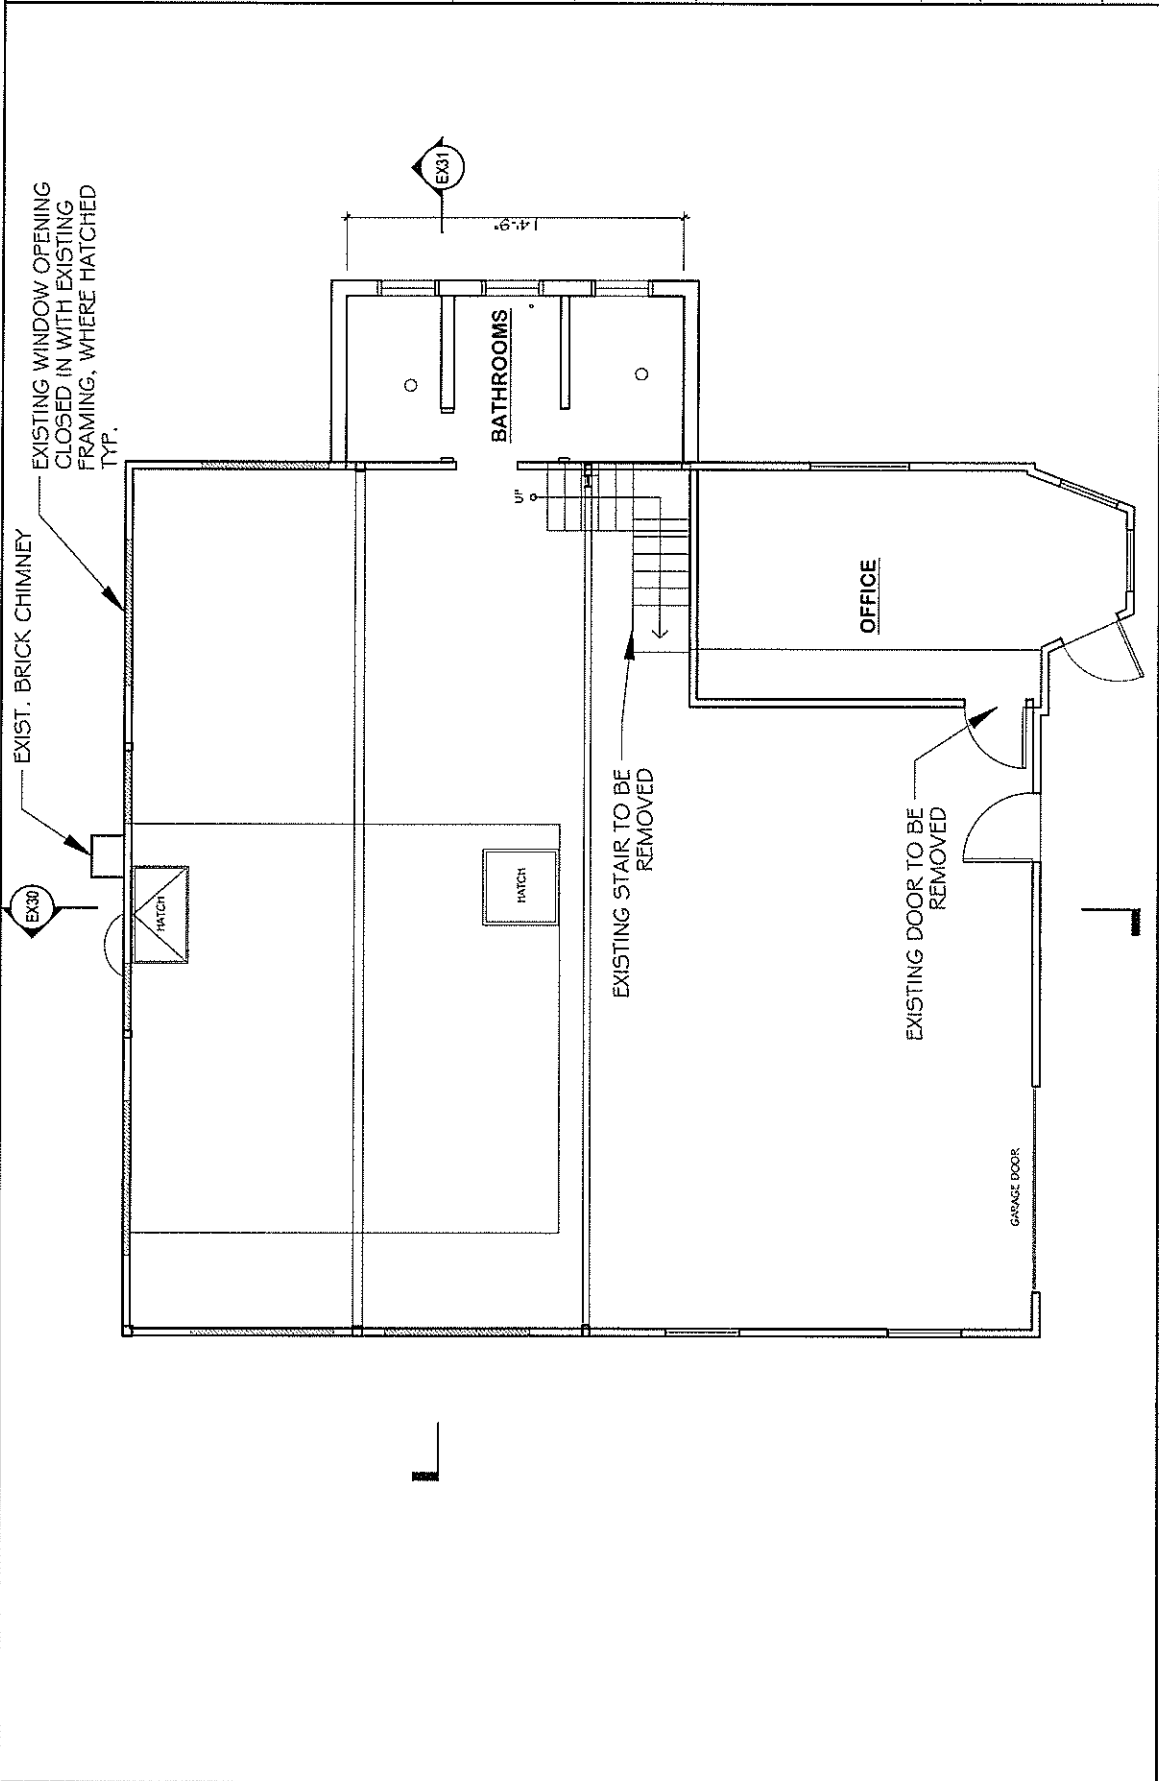 EXISTING WINDOW OPENING
CLOSED IN WITH EXISTING
FRAMING, WHERE HATCHED
TYP.
EXIST. BRICK CHIMNEY
EX30
EX31
14'-9"
BATHROOMS
UP
HATCH
HATCH
EXISTING STAIR TO BE
REMOVED
OFFICE
EXISTING DOOR TO BE
REMOVED
GARAGE DOOR